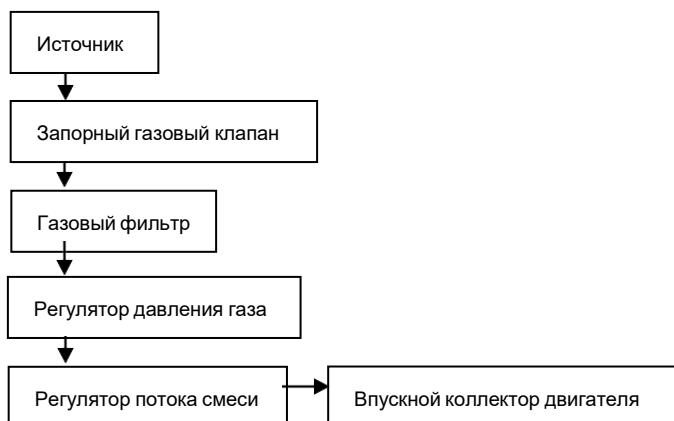 Источник
Запорный газовый клапан
Газовый фильтр
Регулятор давления газа
Регулятор потока смеси
Впускной коллектор двигателя